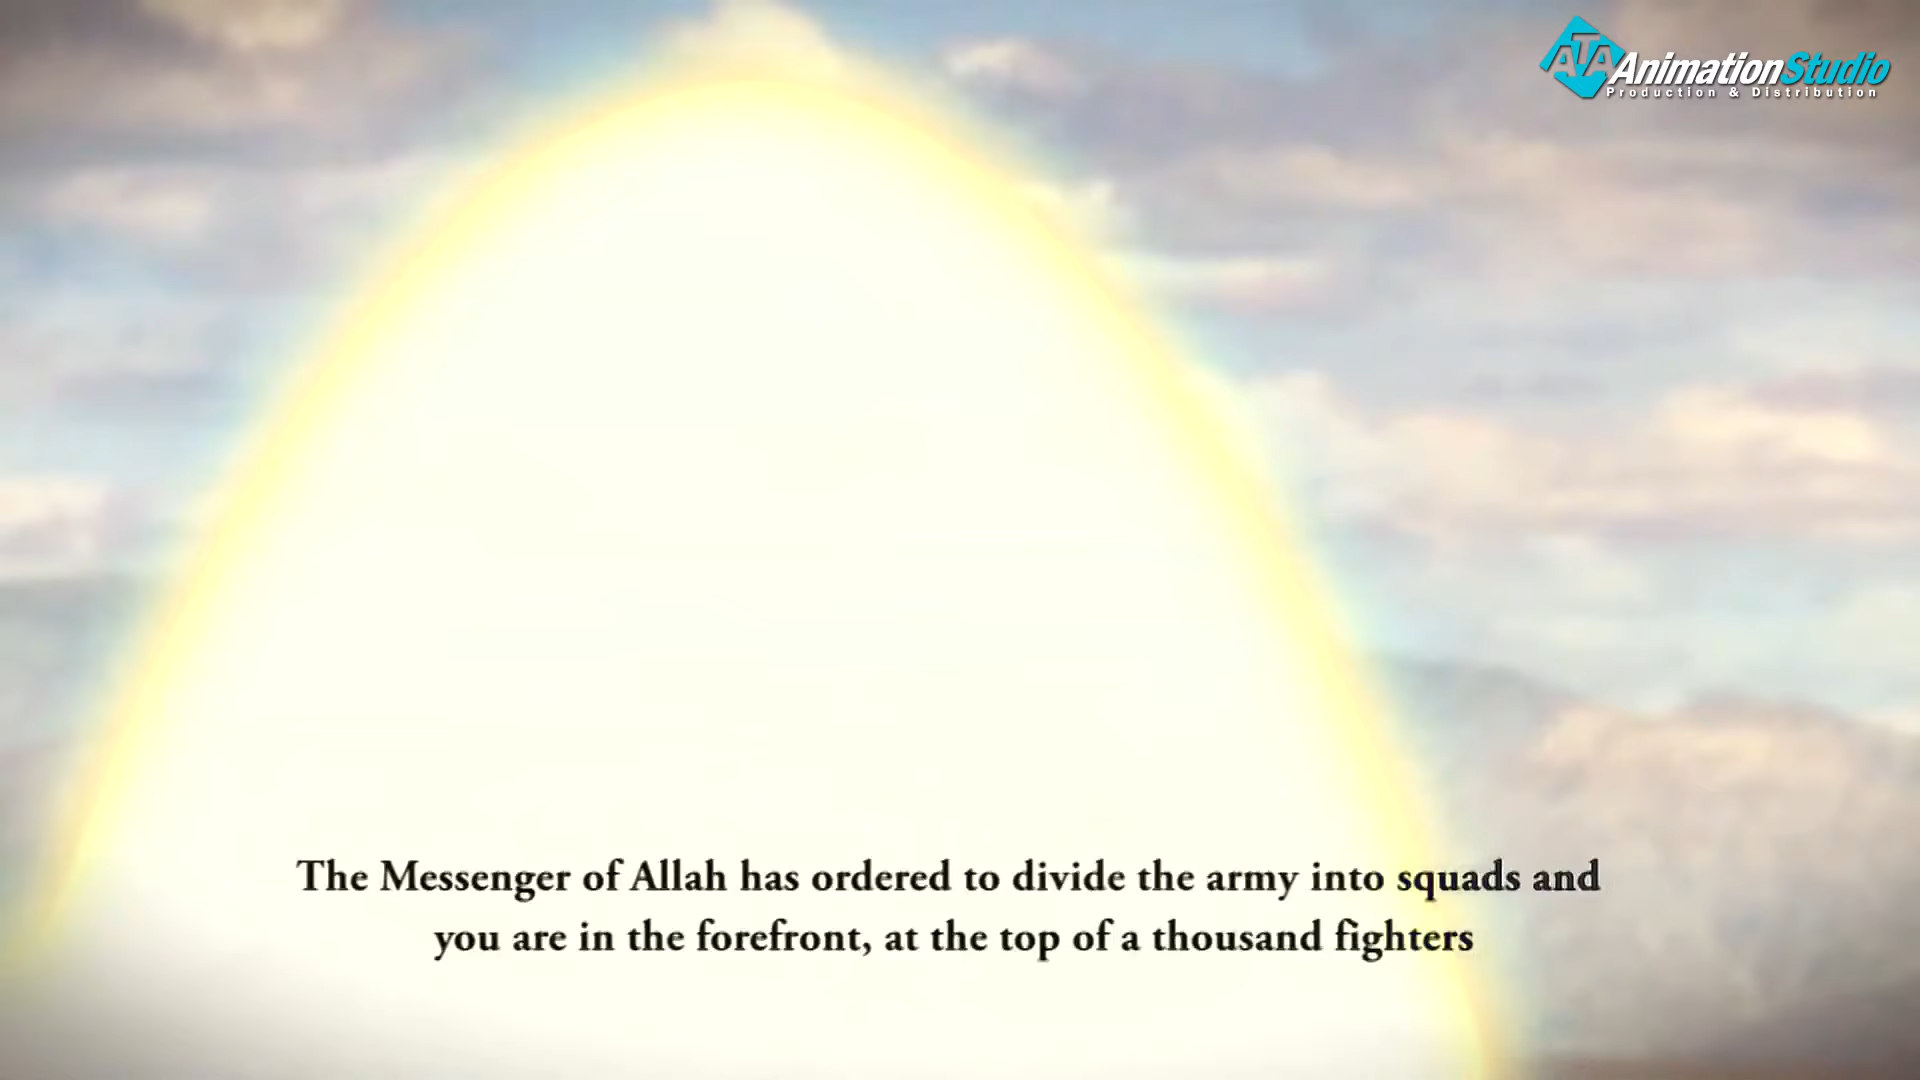 ATA AnimationStudio
Production & Distribution
The Messenger of Allah has ordered to divide the army into squads and
you are in the forefront, at the top of a thousand fighters